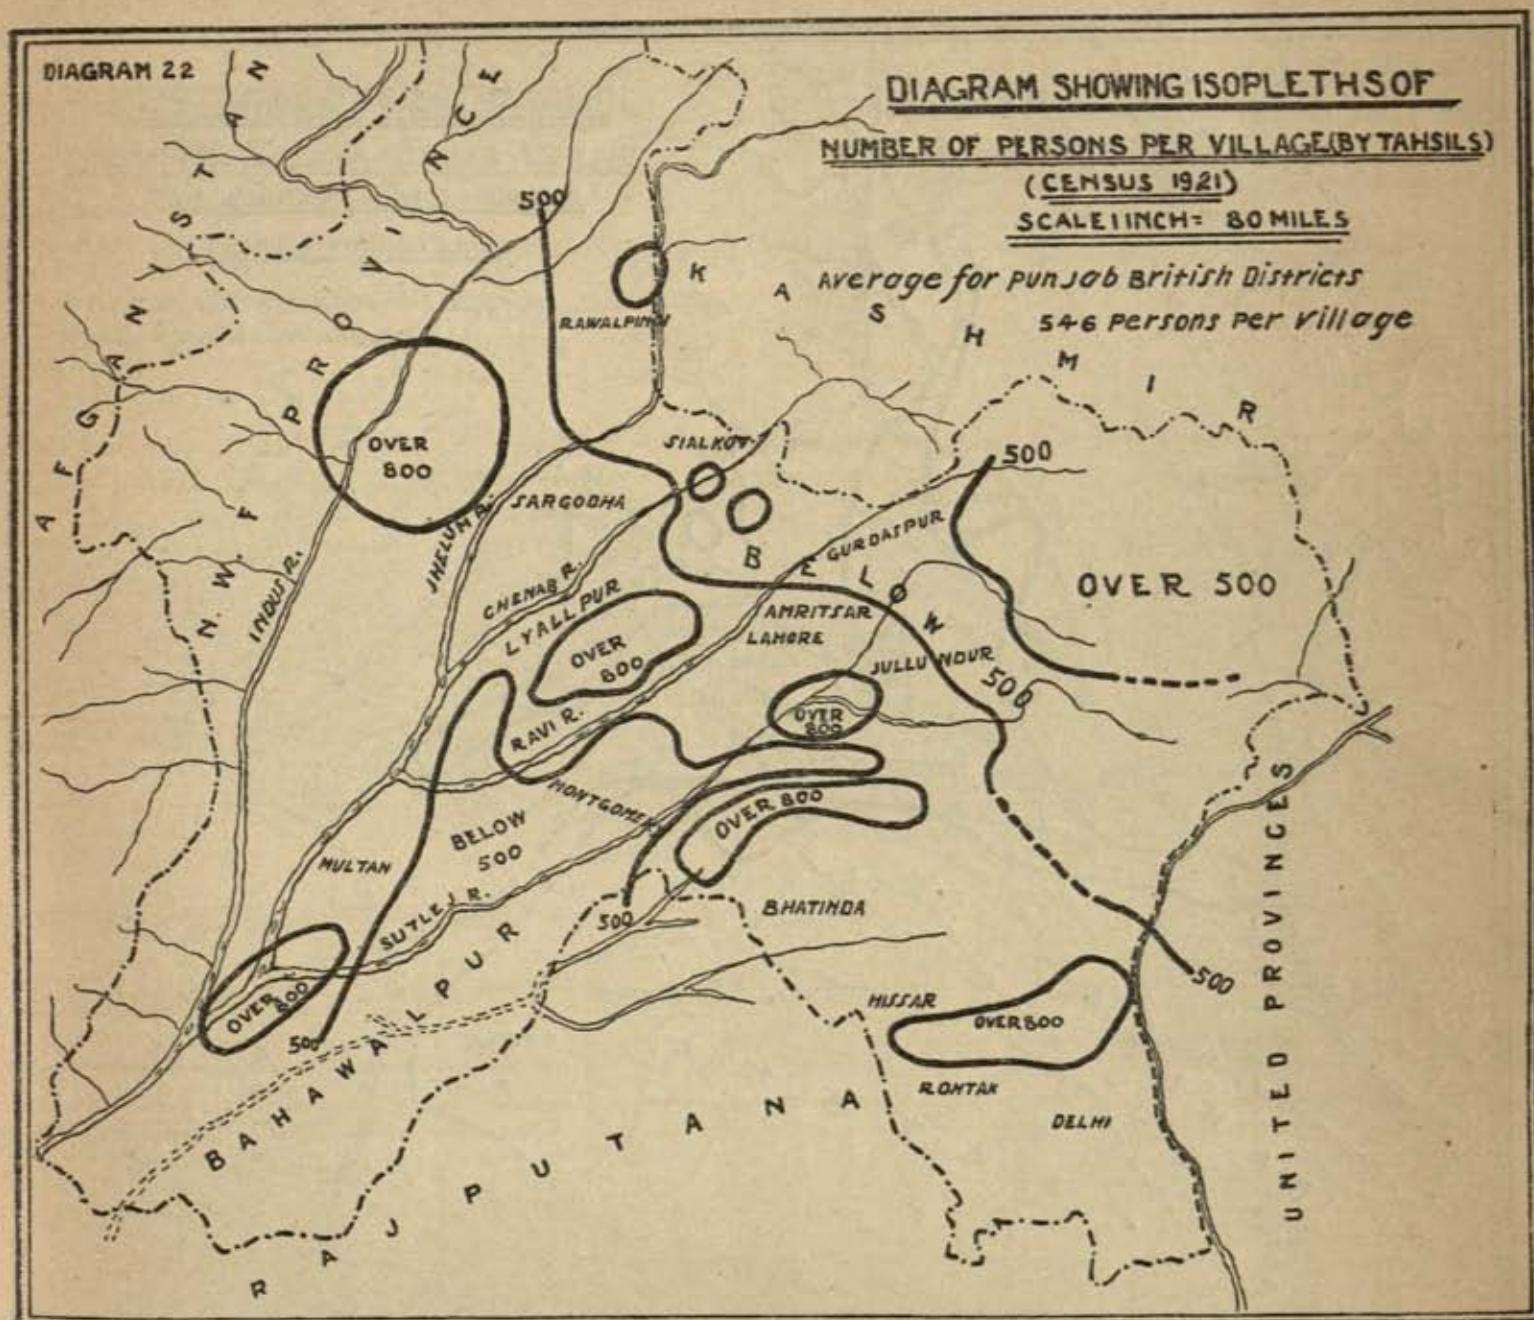 DIAGRAM 22
DIAGRAM SHOWING ISOPLETHS OF
NUMBER OF PERSONS PER VILLAGE (BY TAHSILS)
(CENSUS 1921)
SCALE 1 INCH = 80 MILES
Average for Punjab British Districts
546 Persons Per Village
AFGANYSTAN
N. W. F PROVINCE
KASHMIR
500
RAWALPINDI
OVER
800
SIALKOT
500
SARGODHA
JHELUM R.
INDUS R.
CHENAB R.
LYALLPUR
BELW
GURDASPUR
OVER 500
OVER
800
AMRITSAR
LAHORE
JULLUNDUR
500
RAVI R.
OVER
800
MONTGOMERY
OVER 800
BELOW
500
MULTAN
SUTLEJ R.
500
BHATINDA
OVER
800
500
HISSAR
OVER 800
500
BAHAWALPUR
ROHTAK
DELHI
RAJPUTANA
UNITED PROVINCES